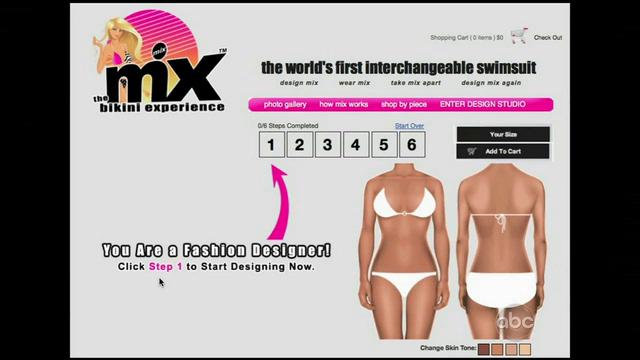 Shopping Cart ( 0 items ) $0
Check Out
mix
mix™
the
bikini experience
the world's first interchangeable swimsuit
design mix wear mix take mix apart design mix again
photo gallery how mix works shop by piece ENTER DESIGN STUDIO
0/6 Steps Completed Start Over
1 2 3 4 5 6
Your Size
Add To Cart
You Are a Fashion Designer!
Click Step 1 to Start Designing Now.
abc
Change Skin Tone: